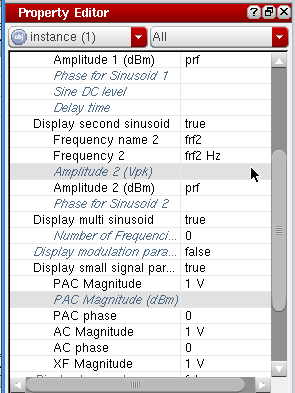 Property Editor
instance (1) All
Amplitude 1 (dBm) prf
Phase for Sinusoid 1
Sine DC level
Delay time
Display second sinusoid true
Frequency name 2 frf2
Frequency 2 frf2 Hz
Amplitude 2 (Vpk)
Amplitude 2 (dBm) prf
Phase for Sinusoid 2
Display multi sinusoid true
Number of Frequenci... 0
Display modulation para... false
Display small signal par... true
PAC Magnitude 1 V
PAC Magnitude (dBm)
PAC phase 0
AC Magnitude 1 V
AC phase 0
XF Magnitude 1 V